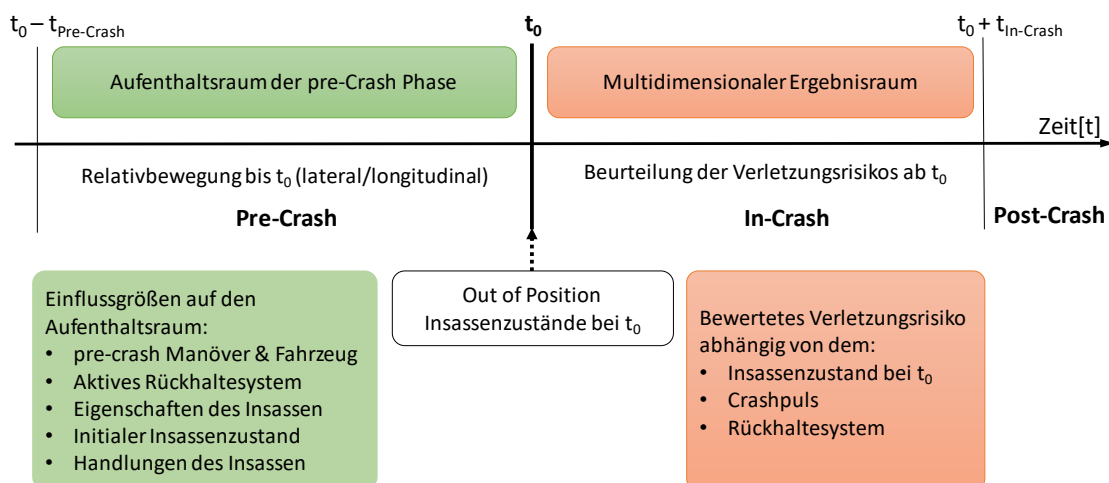 t₀ – t_Pre-Crash
t₀
t₀ + t_In-Crash
Aufenthaltsraum der pre-Crash Phase
Multidimensionaler Ergebnisraum
Zeit[t]
Relativbewegung bis t₀ (lateral/longitudinal)
Beurteilung der Verletzungsrisikos ab t₀
Pre-Crash
In-Crash
Post-Crash
Einflussgrößen auf den
Aufenthaltsraum:
• pre-crash Manöver & Fahrzeug
• Aktives Rückhaltesystem
• Eigenschaften des Insassen
• Initialer Insassenzustand
• Handlungen des Insassen
Out of Position
Insassenzustände bei t₀
Bewertetes Verletzungsrisiko
abhängig von dem:
• Insassenzustand bei t₀
• Crashpuls
• Rückhaltesystem